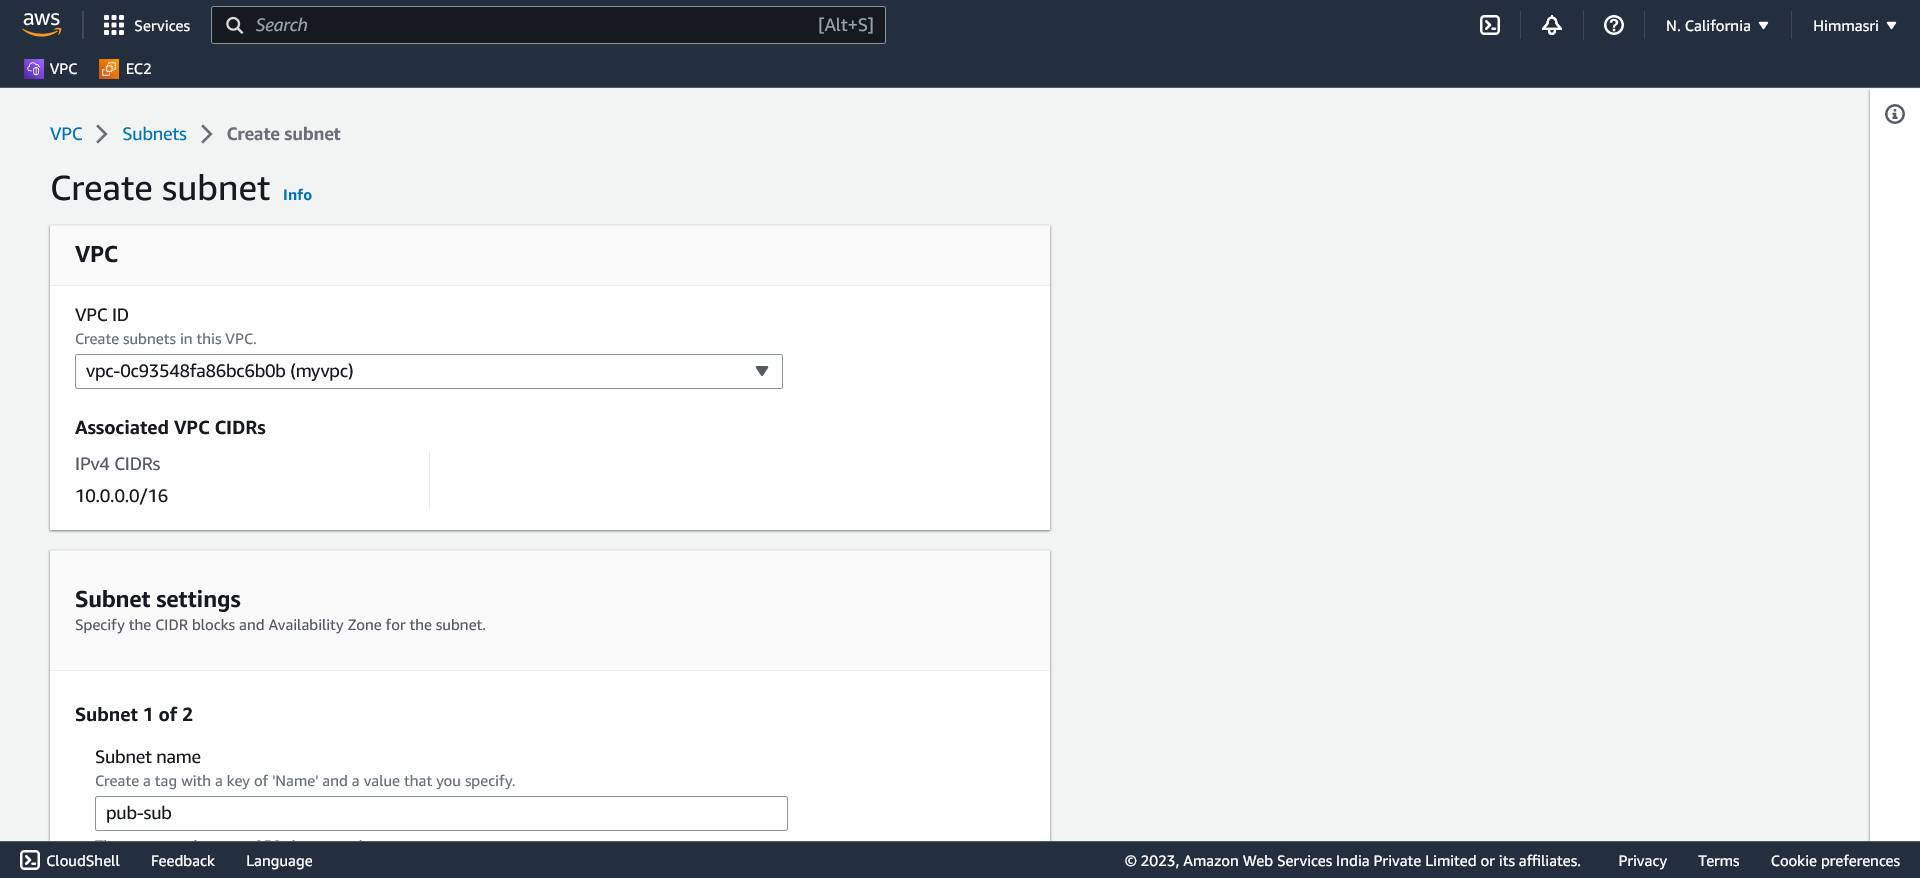 aws
Services
Search
[Alt+S]
N. California
Himmasri
VPC
EC2
VPC
Subnets
Create subnet
Create subnet Info
VPC
VPC ID
Create subnets in this VPC.
vpc-0c93548fa86bc6b0b (myvpc)
Associated VPC CIDRs
IPv4 CIDRs
10.0.0.0/16
Subnet settings
Specify the CIDR blocks and Availability Zone for the subnet.
Subnet 1 of 2
Subnet name
Create a tag with a key of 'Name' and a value that you specify.
pub-sub
CloudShell
Feedback
Language
© 2023, Amazon Web Services India Private Limited or its affiliates.
Privacy
Terms
Cookie preferences